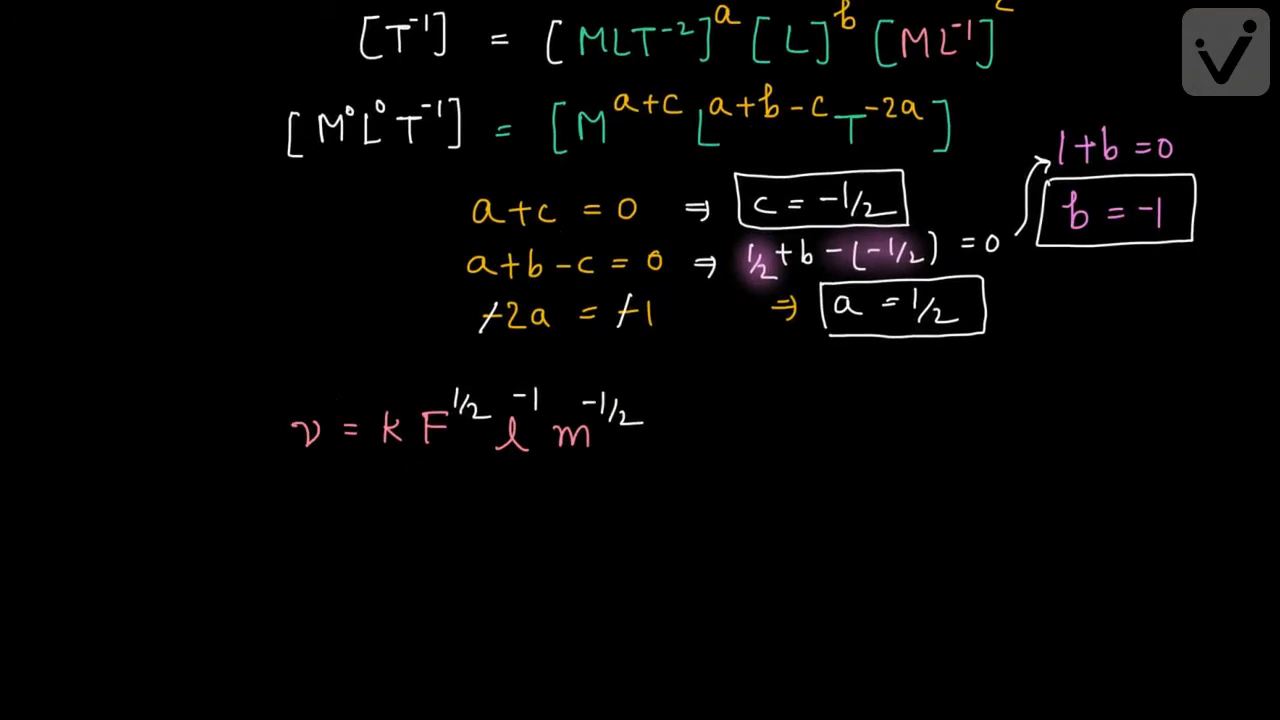 [T⁻¹] = [MLT⁻²]ᵃ [L]ᵇ [ML⁻¹]ᶜ
[M⁰L⁰T⁻¹] = [Mᵃ⁺ᶜ Lᵃ⁺ᵇ⁻ᶜ T⁻²ᵃ]
a+c = 0 ⇒ c = -1/2
a+b-c = 0 ⇒ 1/2+b-(-1/2) = 0
1+b = 0
b = -1
-2a = -1 ⇒ a = 1/2
ν = k F^1/2 l^-1 m^-1/2